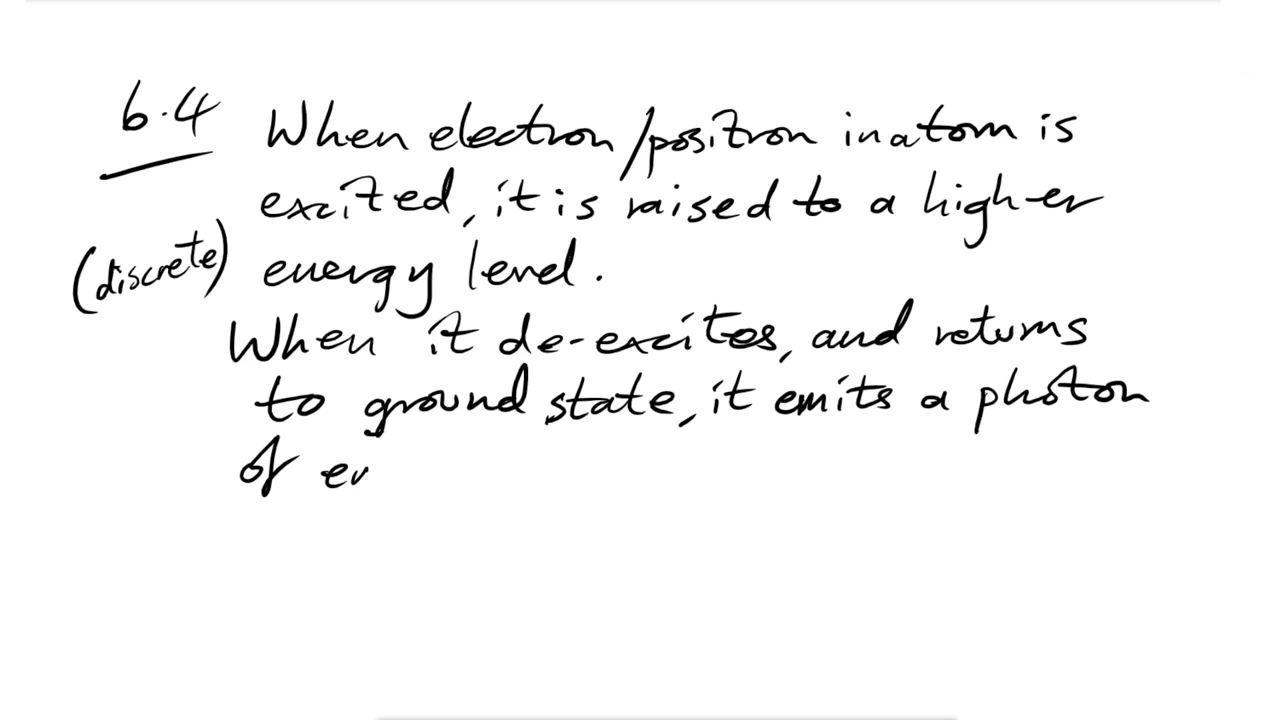 6.4 When electron/positron in atom is
excited, it is raised to a higher
(discrete) energy level.
When it de-excites, and returns
to ground state, it emits a photon
of en